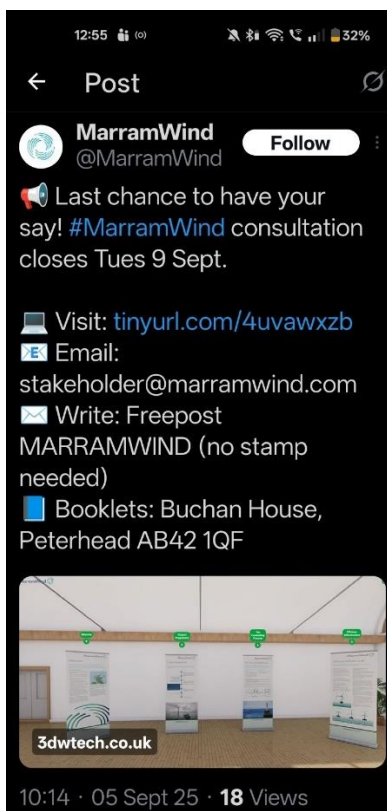 12:55
32%
Post
MarramWind
@MarramWind
Follow
📢 Last chance to have your
say! #MarramWind consultation
closes Tues 9 Sept.
💻 Visit: tinyurl.com/4uvawxzb
📧 Email:
stakeholder@marramwind.com
✉️ Write: Freepost
MARRAMWIND (no stamp
needed)
📘 Booklets: Buchan House,
Peterhead AB42 1QF
3dwtech.co.uk
10:14 · 05 Sept 25 · 18 Views